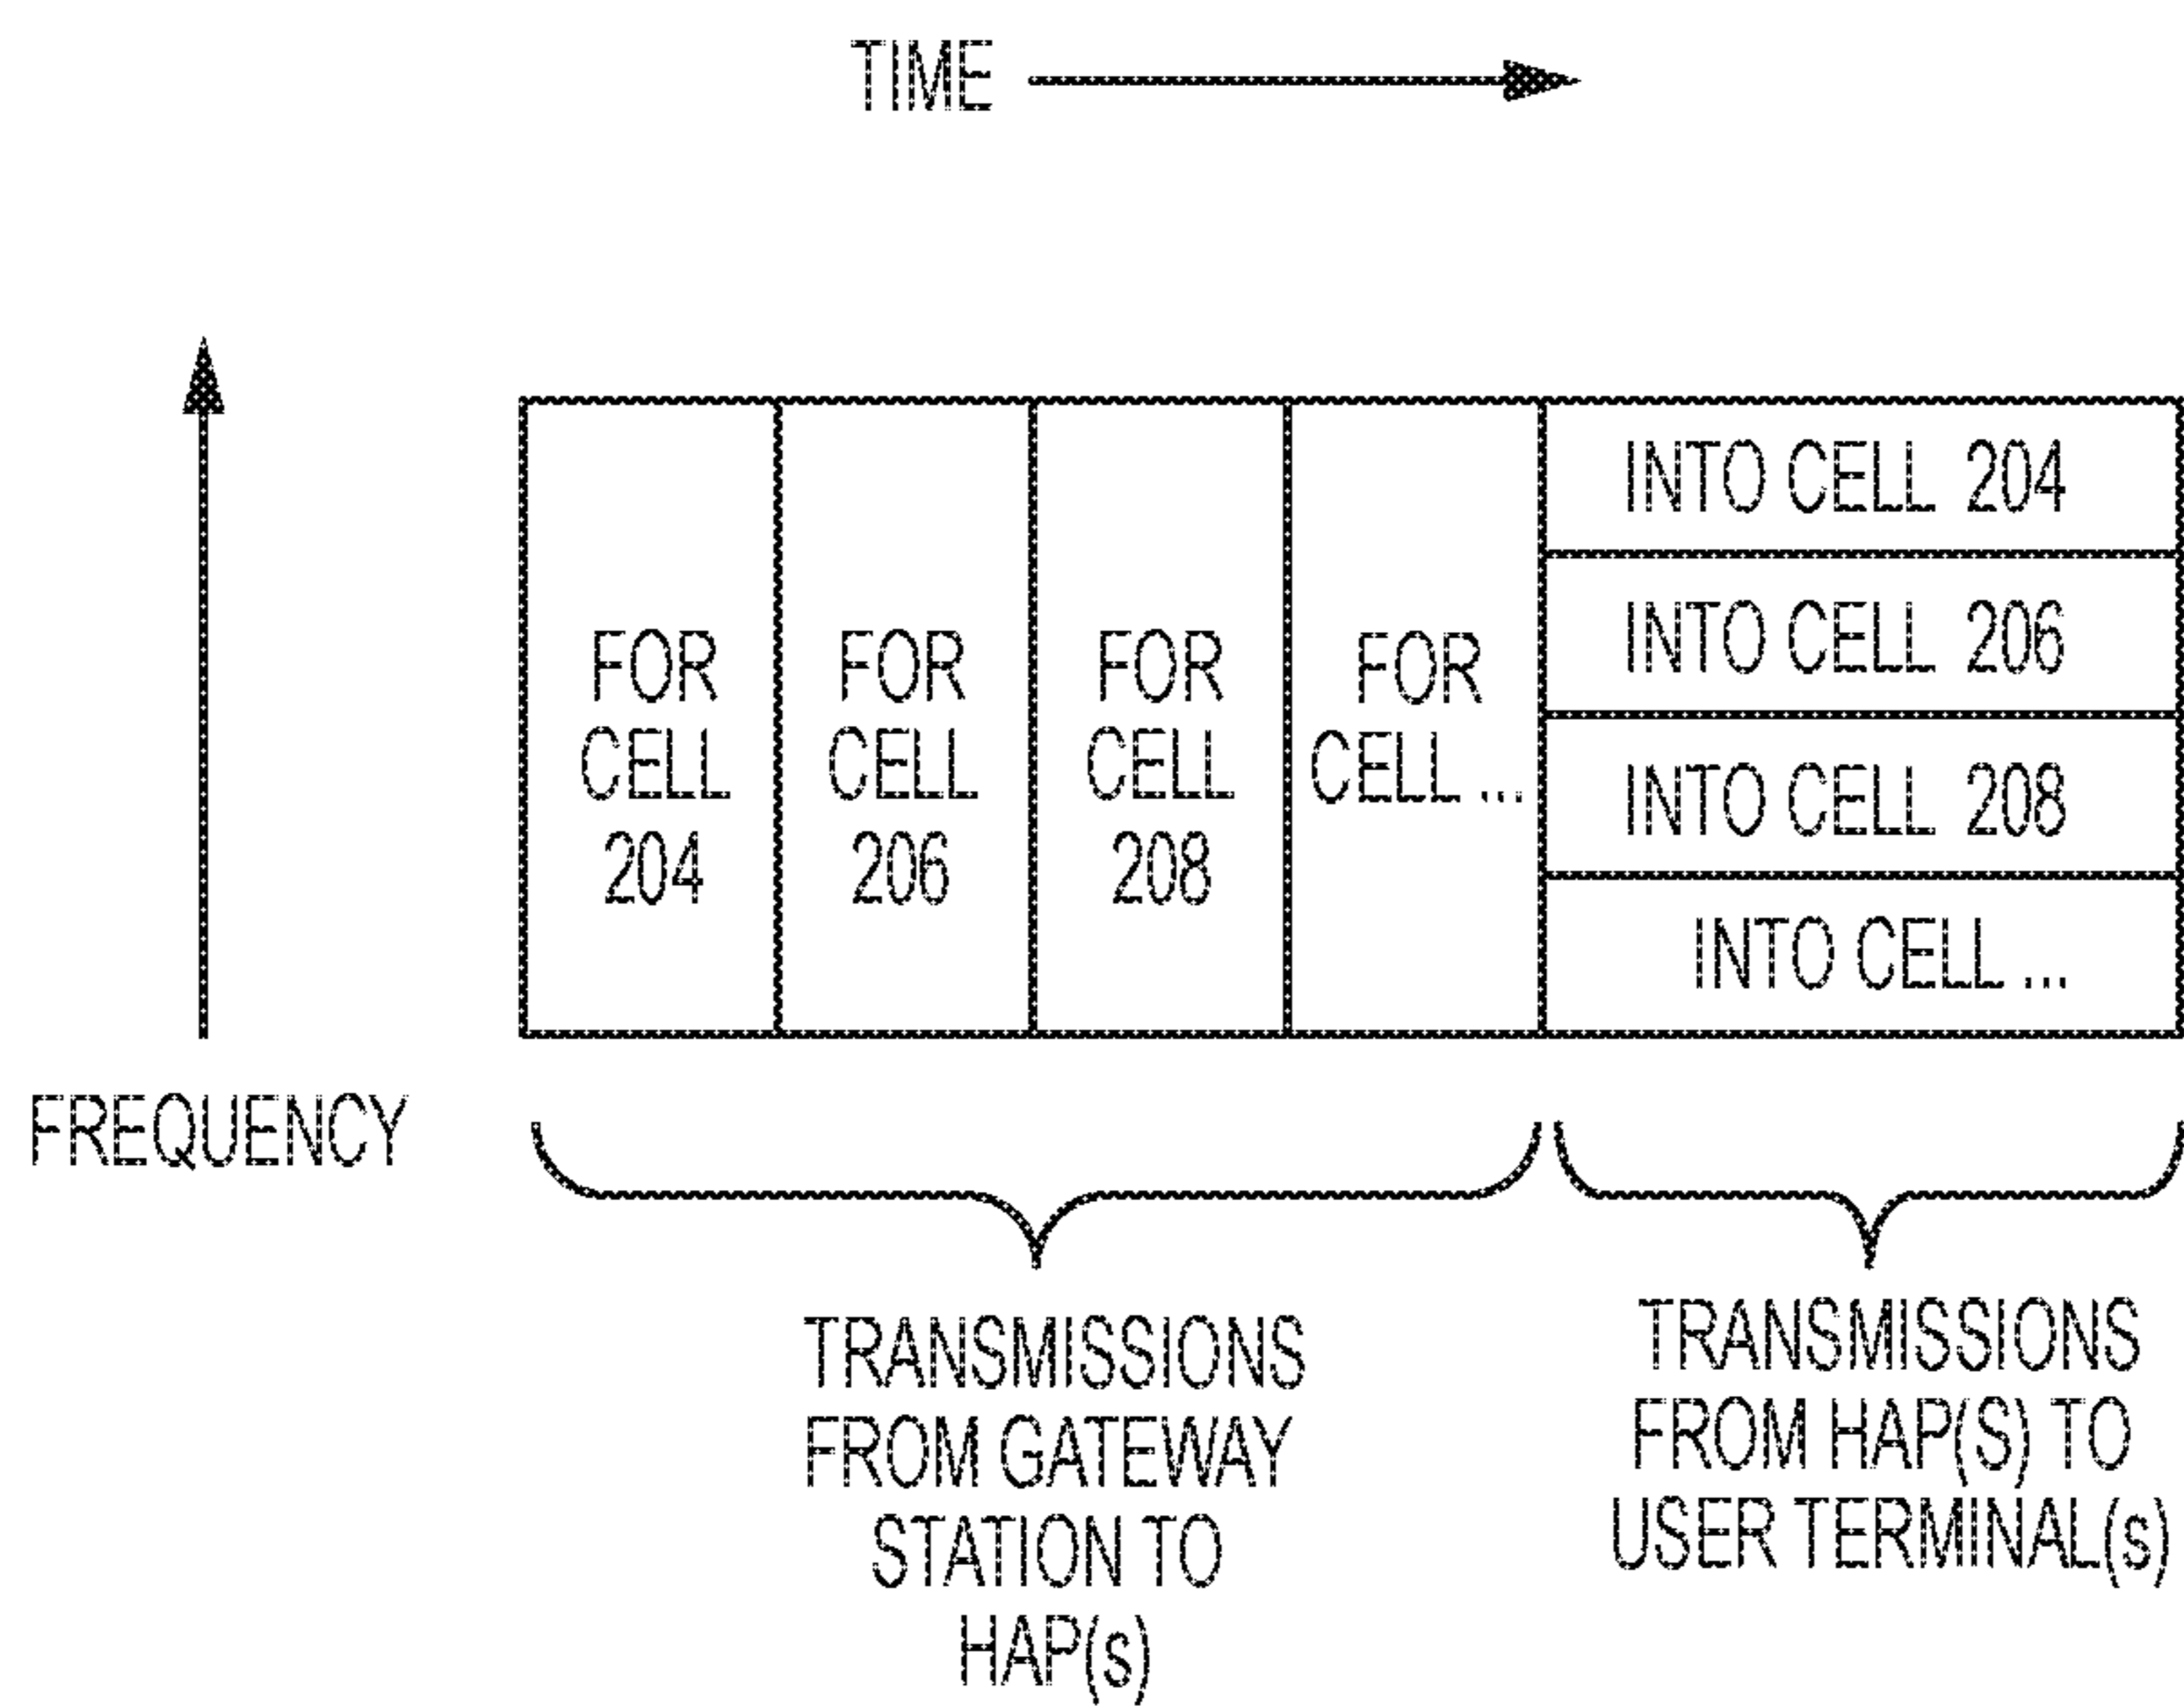 TIME
FOR
CELL
204
FOR
CELL
206
FOR
CELL
208
FOR
CELL ...
INTO CELL 204
INTO CELL 206
INTO CELL 208
INTO CELL ...
FREQUENCY
TRANSMISSIONS
FROM GATEWAY
STATION TO
HAP(s)
TRANSMISSIONS
FROM HAP(S) TO
USER TERMINAL(s)